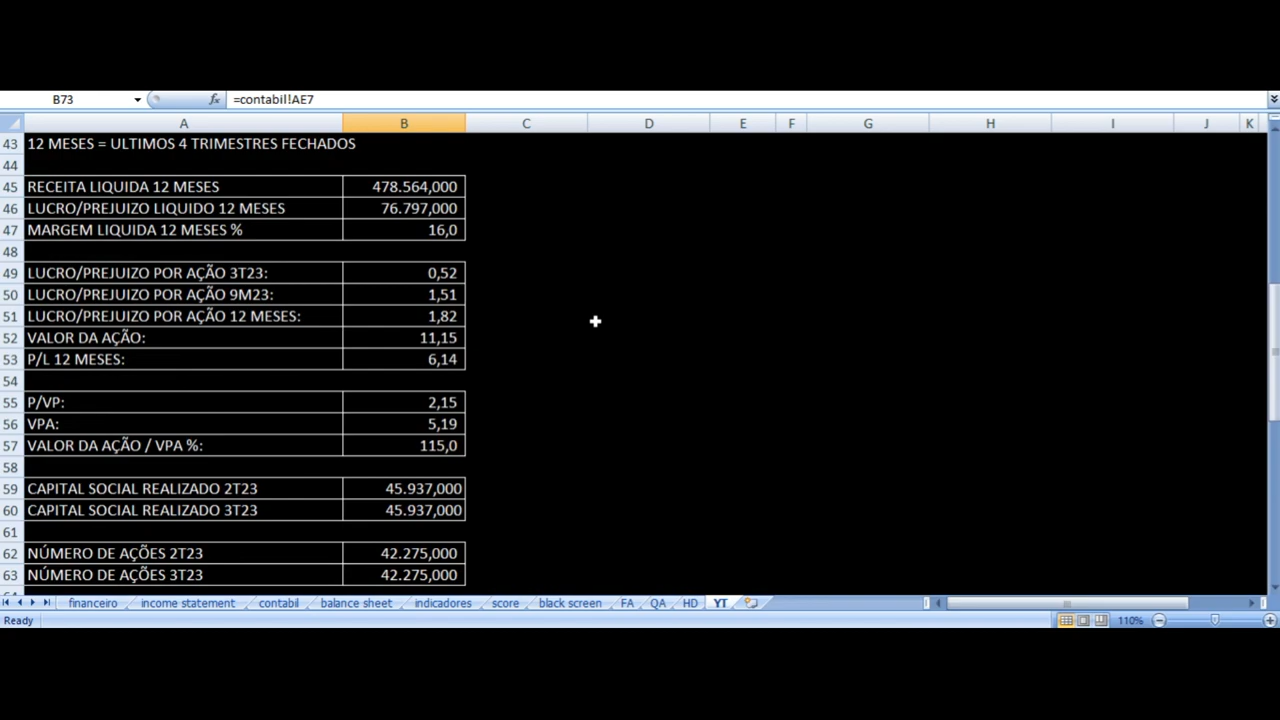 B73 fx =contabil!AE7
A B C D E F G H I J K
43 12 MESES = ULTIMOS 4 TRIMESTRES FECHADOS
44
45 RECEITA LIQUIDA 12 MESES 478.564,000
46 LUCRO/PREJUIZO LIQUIDO 12 MESES 76.797,000
47 MARGEM LIQUIDA 12 MESES % 16,0
48
49 LUCRO/PREJUIZO POR AÇÃO 3T23: 0,52
50 LUCRO/PREJUIZO POR AÇÃO 9M23: 1,51
51 LUCRO/PREJUIZO POR AÇÃO 12 MESES: 1,82
52 VALOR DA AÇÃO: 11,15
53 P/L 12 MESES: 6,14
54
55 P/VP: 2,15
56 VPA: 5,19
57 VALOR DA AÇÃO / VPA %: 115,0
58
59 CAPITAL SOCIAL REALIZADO 2T23 45.937,000
60 CAPITAL SOCIAL REALIZADO 3T23 45.937,000
61
62 NÚMERO DE AÇÕES 2T23 42.275,000
63 NÚMERO DE AÇÕES 3T23 42.275,000
financeiro income statement contabil balance sheet indicadores score black screen FA QA HD YT
Ready 110%